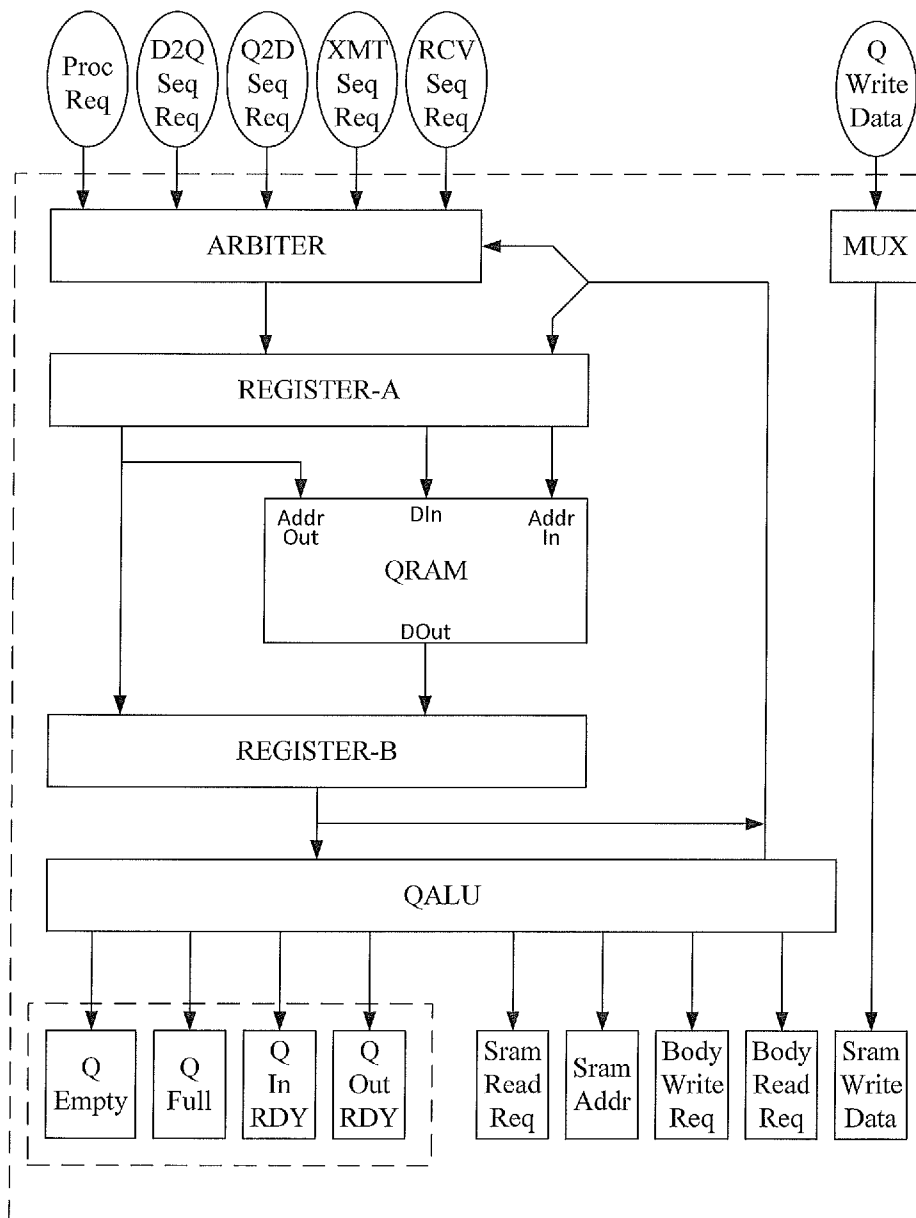 Proc
Req
D2Q
Seq
Req
Q2D
Seq
Req
XMT
Seq
Req
RCV
Seq
Req
Q
Write
Data
ARBITER
MUX
REGISTER-A
Addr
Out
DIn
Addr
In
QRAM
DOut
REGISTER-B
QALU
Q
Empty
Q
Full
Q
In
RDY
Q
Out
RDY
Sram
Read
Req
Sram
Addr
Body
Write
Req
Body
Read
Req
Sram
Write
Data